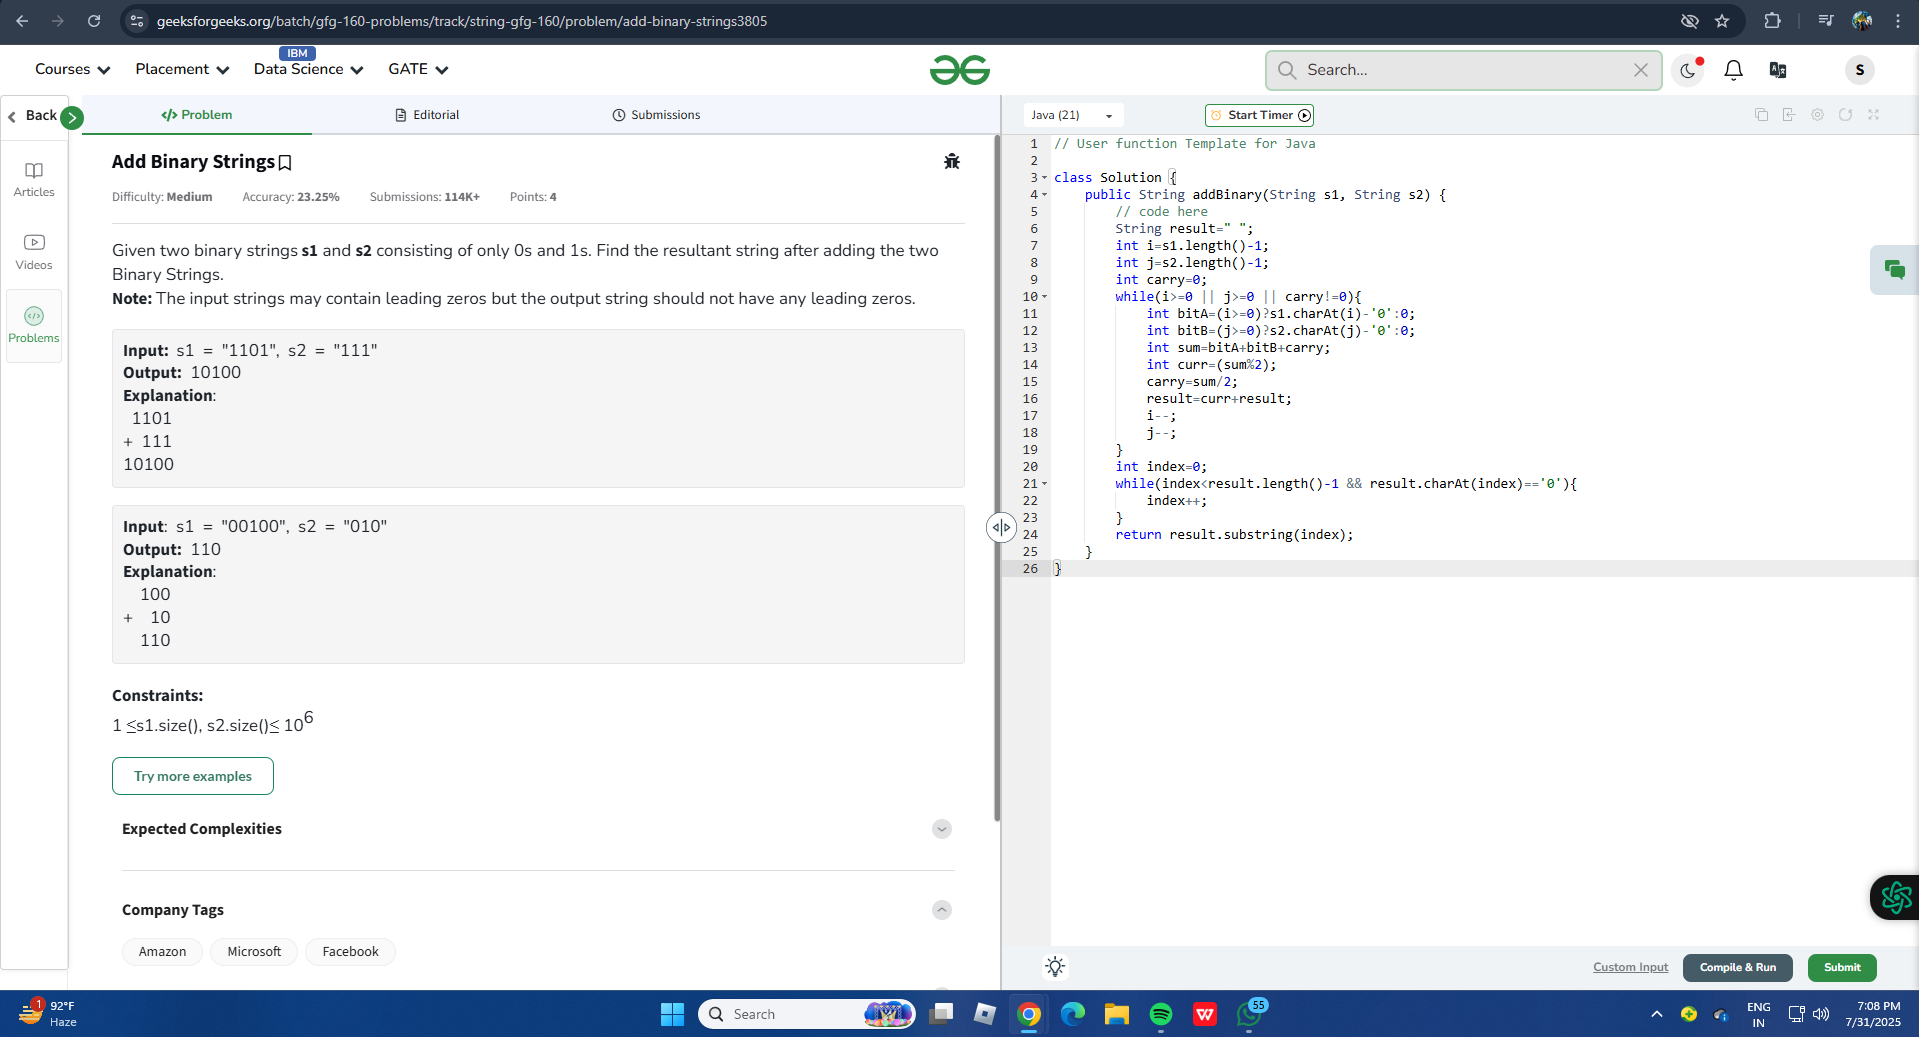 geeksforgeeks.org/batch/gfg-160-problems/track/string-gfg-160/problem/add-binary-strings3805
IBM
Courses Placement Data Science GATE
Search...
S
Back
Problem
Editorial
Submissions
Java (21)
Start Timer
Articles
Videos
Problems
Add Binary Strings
Difficulty: Medium Accuracy: 23.25% Submissions: 114K+ Points: 4
Given two binary strings s1 and s2 consisting of only 0s and 1s. Find the resultant string after adding the two
Binary Strings.
Note: The input strings may contain leading zeros but the output string should not have any leading zeros.
Input: s1 = "1101", s2 = "111"
Output: 10100
Explanation:
1101
+ 111
10100
Input: s1 = "00100", s2 = "010"
Output: 110
Explanation:
100
+ 10
110
Constraints:
1 ≤s1.size(), s2.size()≤ 10^6
Try more examples
Expected Complexities
Company Tags
Amazon Microsoft Facebook
1 // User function Template for Java
2
3 class Solution {
4 public String addBinary(String s1, String s2) {
5 // code here
6 String result=" ";
7 int i=s1.length()-1;
8 int j=s2.length()-1;
9 int carry=0;
10 while(i>=0 || j>=0 || carry!=0){
11 int bitA=(i>=0)?s1.charAt(i)-'0':0;
12 int bitB=(j>=0)?s2.charAt(j)-'0':0;
13 int sum=bitA+bitB+carry;
14 int curr=(sum%2);
15 carry=sum/2;
16 result=curr+result;
17 i--;
18 j--;
19 }
20 int index=0;
21 while(index<result.length()-1 && result.charAt(index)=='0'){
22 index++;
23 }
24 return result.substring(index);
25 }
26 }
Custom Input
Compile & Run
Submit
1
92°F
Haze
Search
W
55
ENG
IN
7:08 PM
7/31/2025